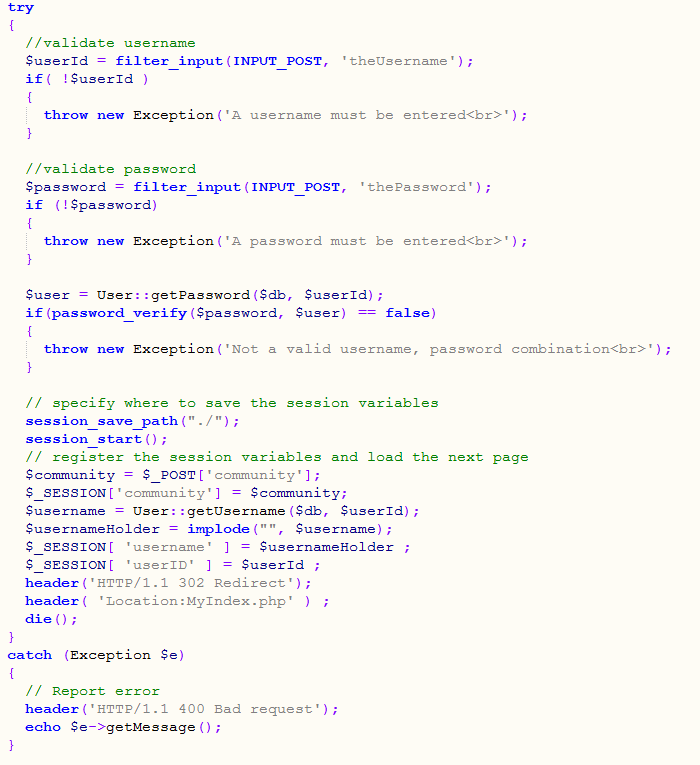 try
{
//validate username
$userId = filter_input(INPUT_POST, 'theUsername');
if( !$userId )
{
throw new Exception('A username must be entered<br>');
}
//validate password
$password = filter_input(INPUT_POST, 'thePassword');
if (!$password)
{
throw new Exception('A password must be entered<br>');
}
$user = User::getPassword($db, $userId);
if(password_verify($password, $user) == false)
{
throw new Exception('Not a valid username, password combination<br>');
}
// specify where to save the session variables
session_save_path("./");
session_start();
// register the session variables and load the next page
$community = $_POST['community'];
$_SESSION['community'] = $community;
$username = User::getUsername($db, $userId);
$usernameHolder = implode("", $username);
$_SESSION[ 'username' ] = $usernameHolder ;
$_SESSION[ 'userID' ] = $userId ;
header('HTTP/1.1 302 Redirect');
header( 'Location:MyIndex.php' ) ;
die();
}
catch (Exception $e)
{
// Report error
header('HTTP/1.1 400 Bad request');
echo $e->getMessage();
}